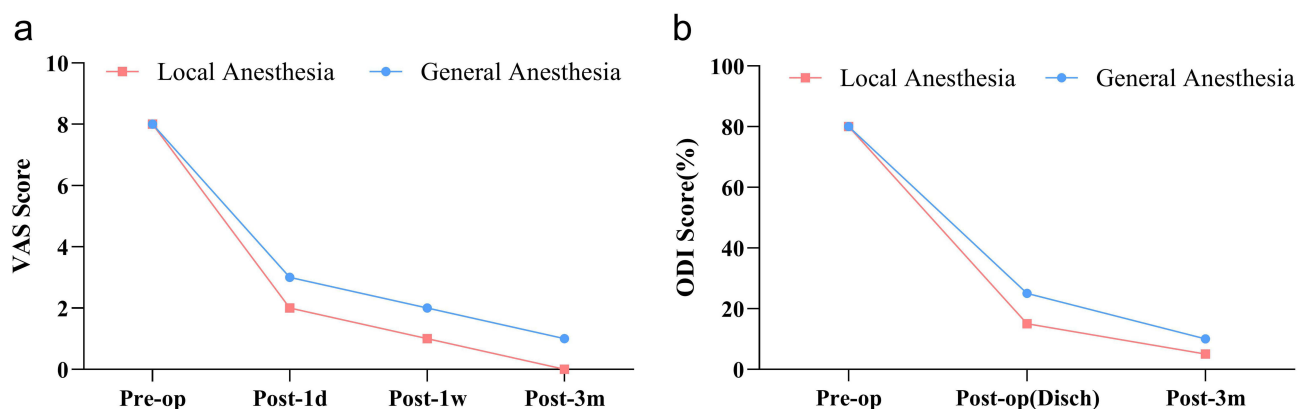 a
Local Anesthesia General Anesthesia
VAS Score
10
8
6
4
2
0
Pre-op Post-1d Post-1w Post-3m
b
Local Anesthesia General Anesthesia
ODI Score(%)
100
80
60
40
20
0
Pre-op Post-op(Disch) Post-3m